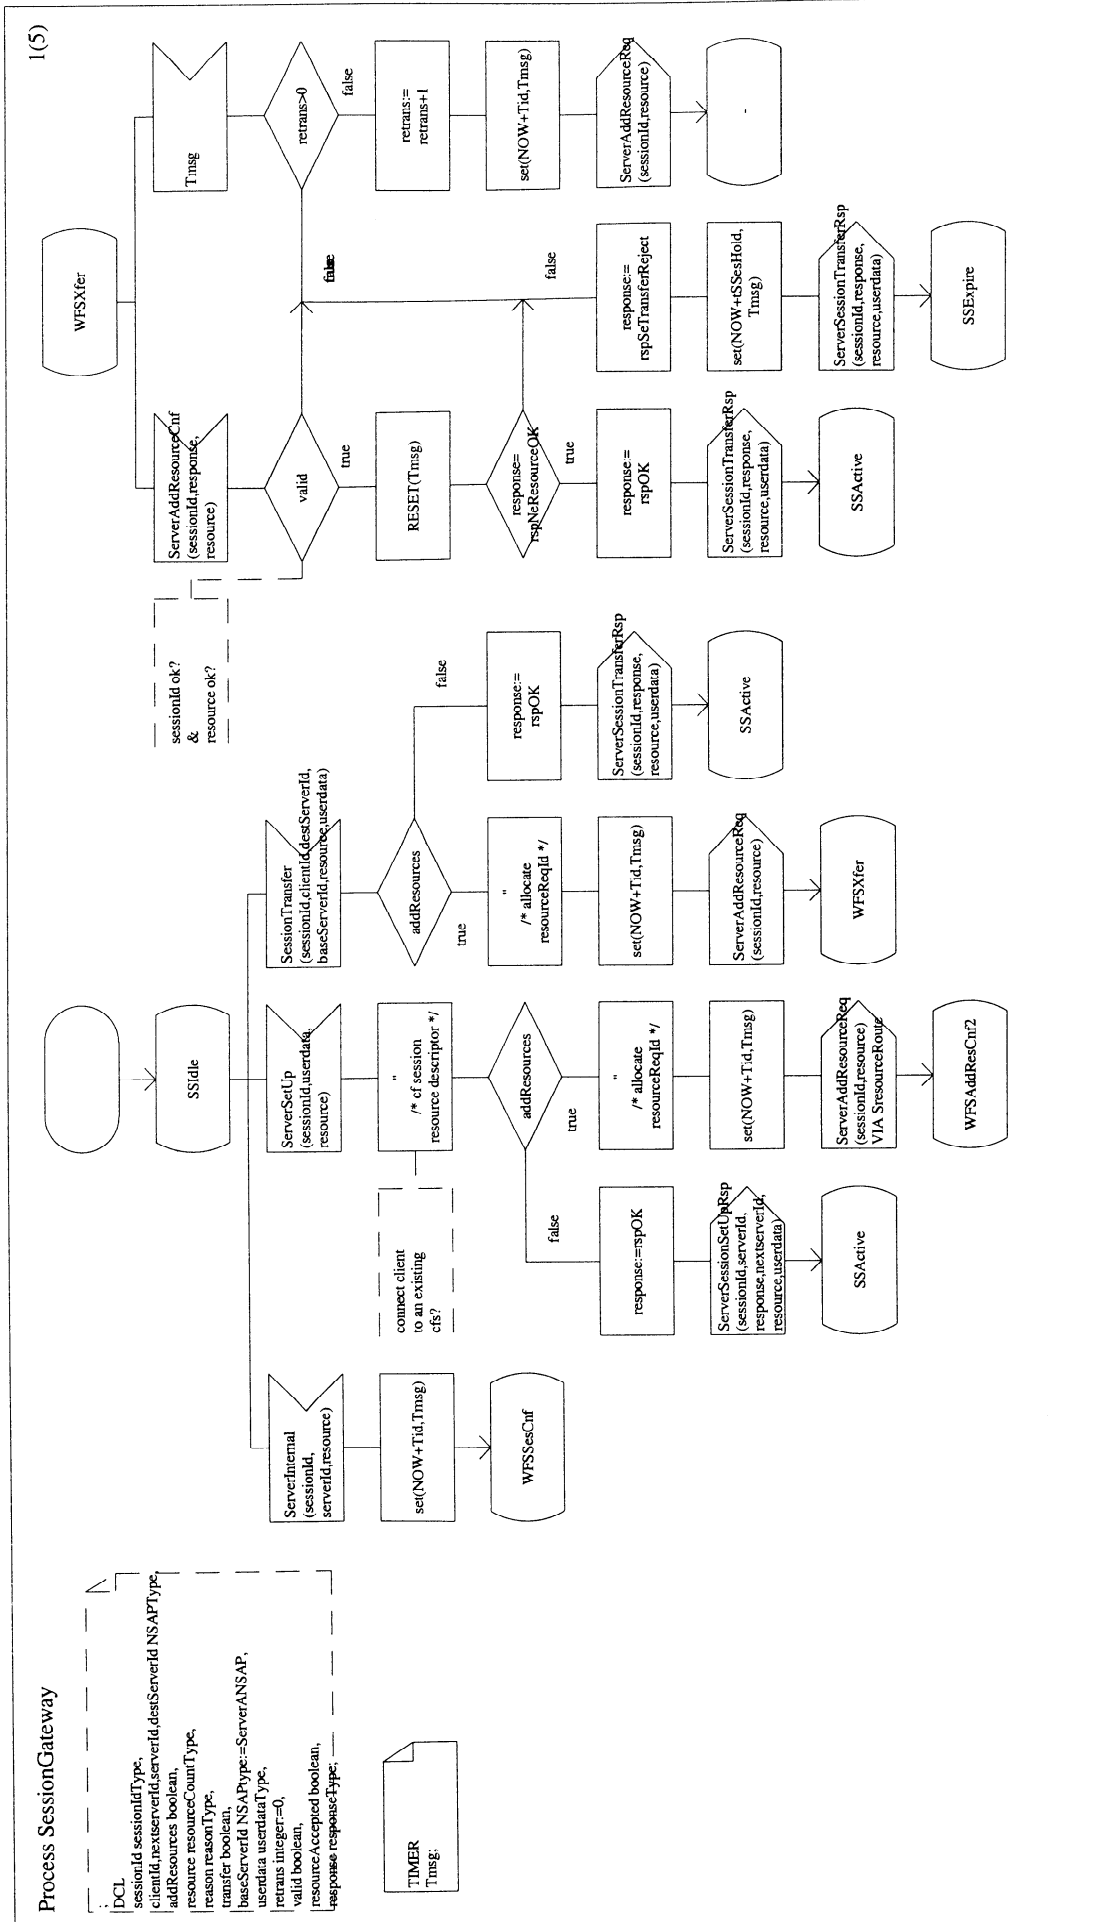 Process SessionGateway
1(5)
;
DCL
sessionId sessionIdType,
clientId,nextserverId,serverId,destServerId NSAPType,
addResources boolean,
resource resourceCountType,
reason reasonType,
transfer boolean,
baseServerId NSAPtype:=ServerANSAP,
userdata userdataType,
retrans integer:=0,
valid boolean,
resourceAccepted boolean,
response responseType;
TIMER
Tmsg;
SSIdle
ServerInternal
(sessionId,
serverId,resource)
set(NOW+Tid,Tmsg)
WFSSesCnf
ServerSetUp
(sessionId,userdata,
resource)
"
/* cf session
resource descriptor */
connect client
to an existing
cfs?
addResources
false
true
response:=rspOK
ServerSessionSetUpRsp
(sessionId,serverId,
response,nextserverId,
resource,userdata)
SSActive
"
/* allocate
resourceReqId */
set(NOW+Tid,Tmsg)
ServerAddResourceReq
(sessionId,resource)
VIA SresourceRoute
WFSAddResCnf2
SessionTransfer
(sessionId,clientId,destServerId,
baseServerId,resource,userdata)
addResources
true
false
"
/* allocate
resourceReqId */
set(NOW+Tid,Tmsg)
ServerAddResourceReq
(sessionId,resource)
WFSXfer
response:=
rspOK
ServerSessionTransferRsp
(sessionId,response,
resource,userdata)
SSActive
WFSXfer
ServerAddResourceCnf
(sessionId,response,
resource)
sessionId ok?
&
resource ok?
valid
true
false
RESET(Tmsg)
response=
rspNeResourceOK
true
false
response:=
rspOK
ServerSessionTransferRsp
(sessionId,response,
resource,userdata)
SSActive
response:=
rspSeTransferReject
set(NOW+tSSesHold,
Tmsg)
ServerSessionTransferRsp
(sessionId,response,
resource,userdata)
SSExpire
Tmsg
retrans>0
false
retrans:=
retrans+1
set(NOW+Tid,Tmsg)
ServerAddResourceReq
(sessionId,resource)
-